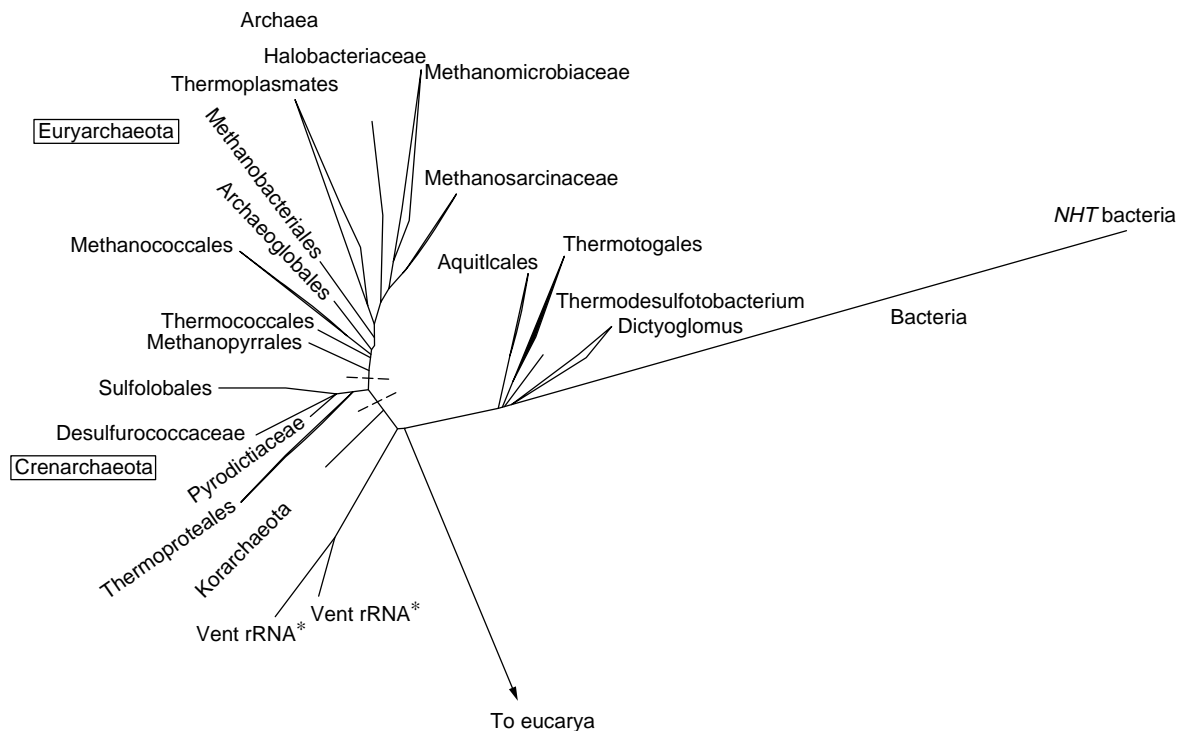 Archaea
Halobacteriaceae
Methanomicrobiaceae
Thermoplasmates
Euryarchaeota
Methanobacteriales
Methanosarcinaceae
Archaeoglobales
NHT bacteria
Methanococcales
Thermotogales
Aquitlcales
Thermodesulfotobacterium
Thermococcales
Bacteria
Dictyoglomus
Methanopyrrales
Sulfolobales
Desulfurococcaceae
Crenarchaeota
Pyrodictiaceae
Thermoproteales
Korarchaeota
Vent rRNA*
Vent rRNA*
To eucarya